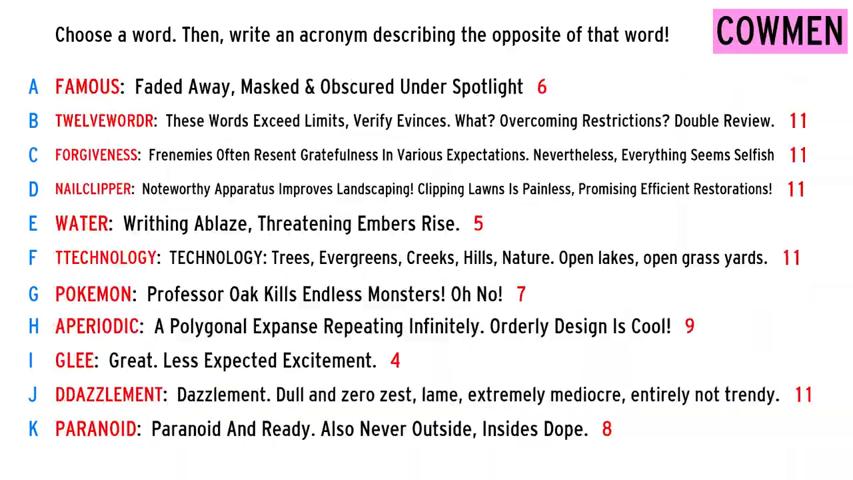 Choose a word. Then, write an acronym describing the opposite of that word!
COWMEN
A FAMOUS: Faded Away, Masked & Obscured Under Spotlight 6
B TWELVEWORDR: These Words Exceed Limits, Verify Evinces. What? Overcoming Restrictions? Double Review. 11
C FORGIVENESS: Frenemies Often Resent Gratefulness In Various Expectations. Nevertheless, Everything Seems Selfish 11
D NAILCLIPPER: Noteworthy Apparatus Improves Landscaping! Clipping Lawns Is Painless, Promising Efficient Restorations! 11
E WATER: Writhing Ablaze, Threatening Embers Rise. 5
F TTECHNOLOGY: TECHNOLOGY: Trees, Evergreens, Creeks, Hills, Nature. Open lakes, open grass yards. 11
G POKEMON: Professor Oak Kills Endless Monsters! Oh No! 7
H APERIODIC: A Polygonal Expanse Repeating Infinitely. Orderly Design Is Cool! 9
I GLEE: Great. Less Expected Excitement. 4
J DDAZZLEMENT: Dazzlement. Dull and zero zest, lame, extremely mediocre, entirely not trendy. 11
K PARANOID: Paranoid And Ready. Also Never Outside, Insides Dope. 8